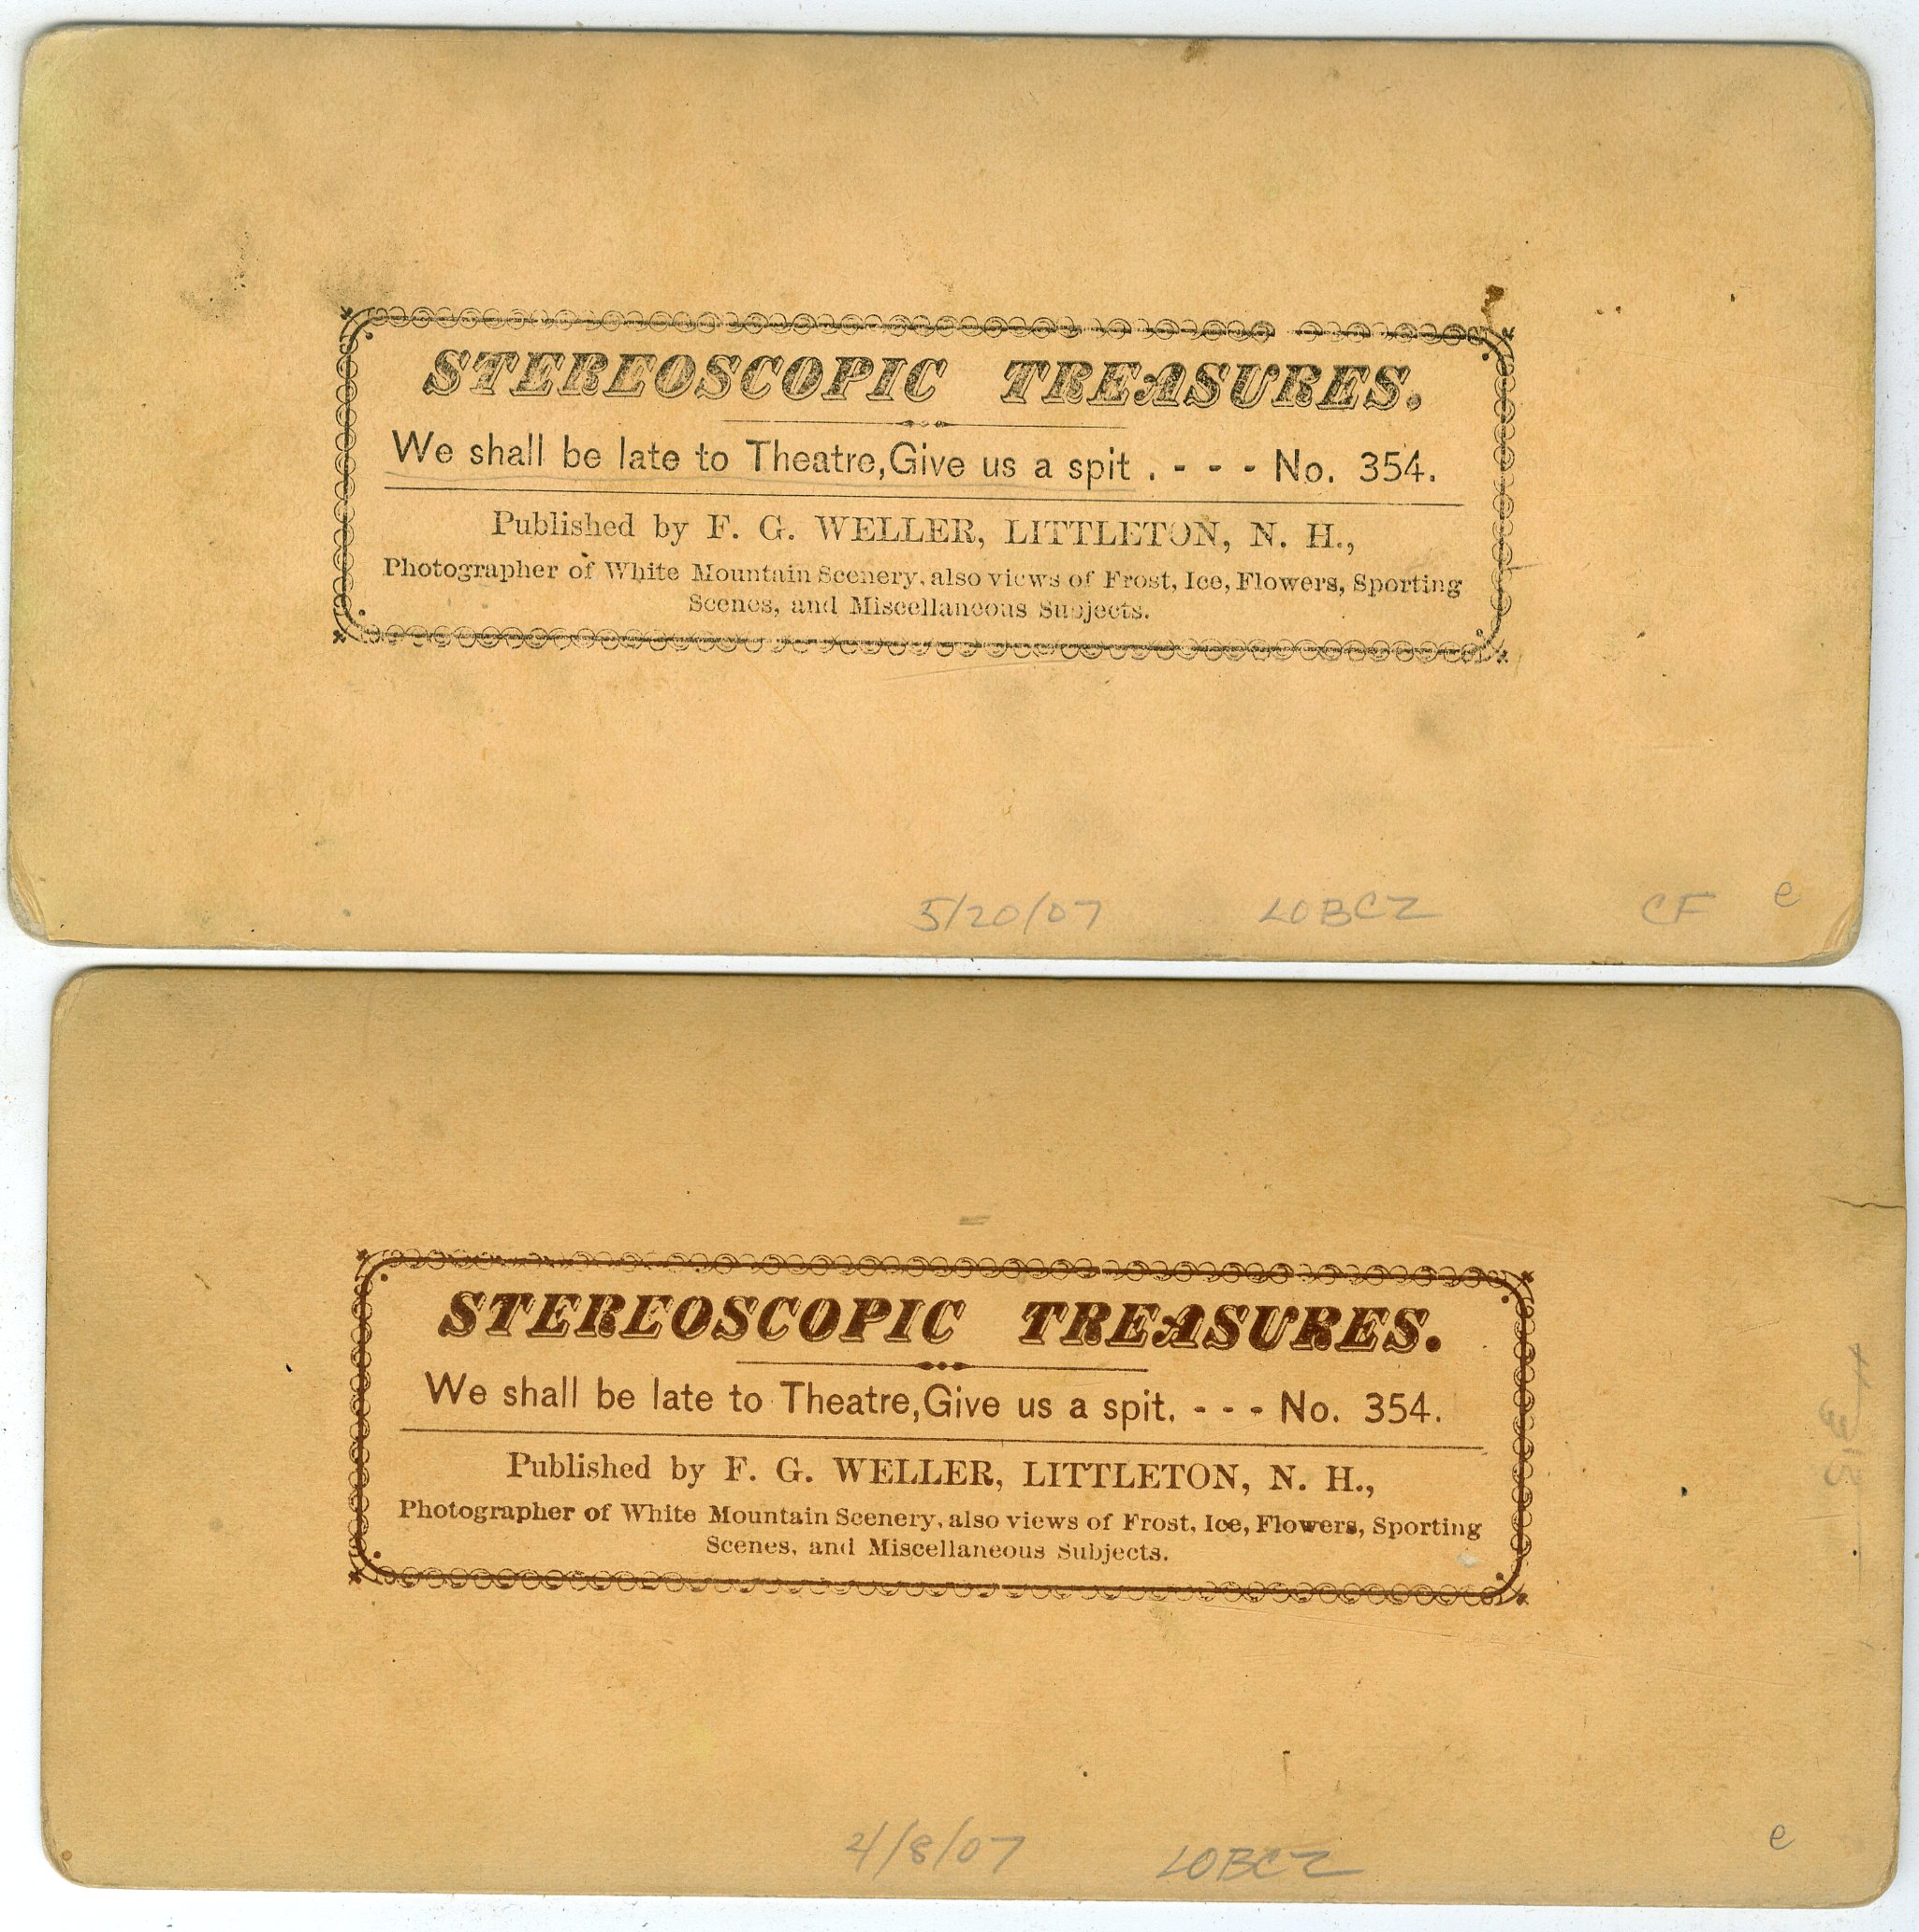 STEREOSCOPIC TREASURES.
We shall be late to Theatre,Give us a spit . - - - No. 354.
Published by F. G. WELLER, LITTLETON, N. H.,
Photographer of White Mountain Scenery, also views of Frost, Ice, Flowers, Sporting
Scenes, and Miscellaneous Subjects.
5/20/07 LOBCZ CF e
STEREOSCOPIC TREASURES.
We shall be late to Theatre,Give us a spit. - - - No. 354.
Published by F. G. WELLER, LITTLETON, N. H.,
Photographer of White Mountain Scenery, also views of Frost, Ice, Flowers, Sporting
Scenes, and Miscellaneous Subjects.
4/8/07 LOBCZ e